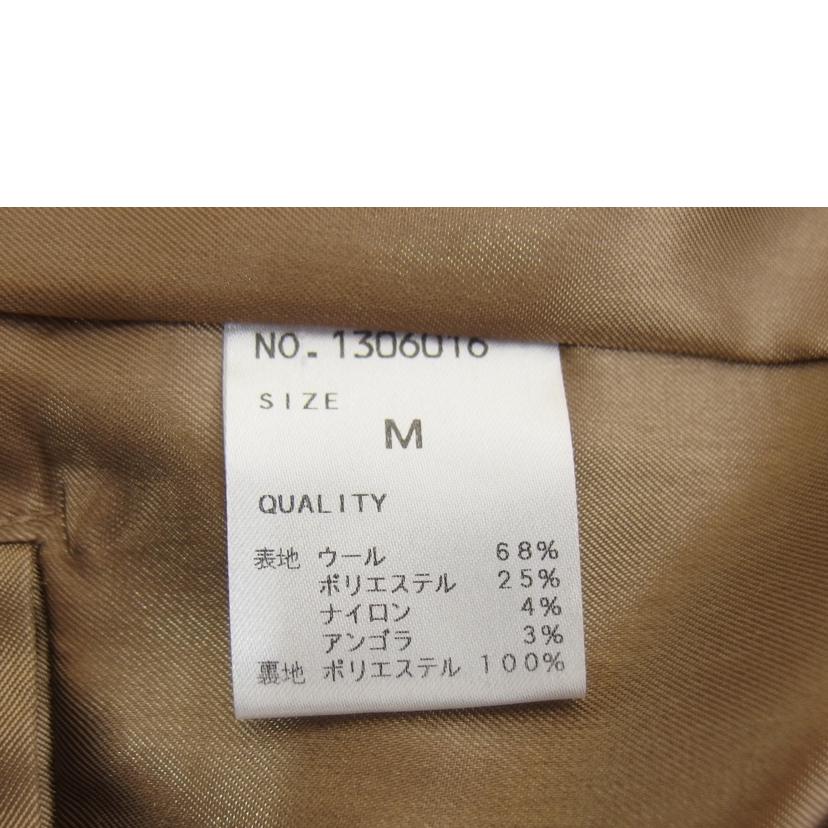 NO. 1306016
SIZE
M
QUALITY
表地 ウール 68%
ポリエステル 25%
ナイロン 4%
アンゴラ 3%
裏地 ポリエステル 100%